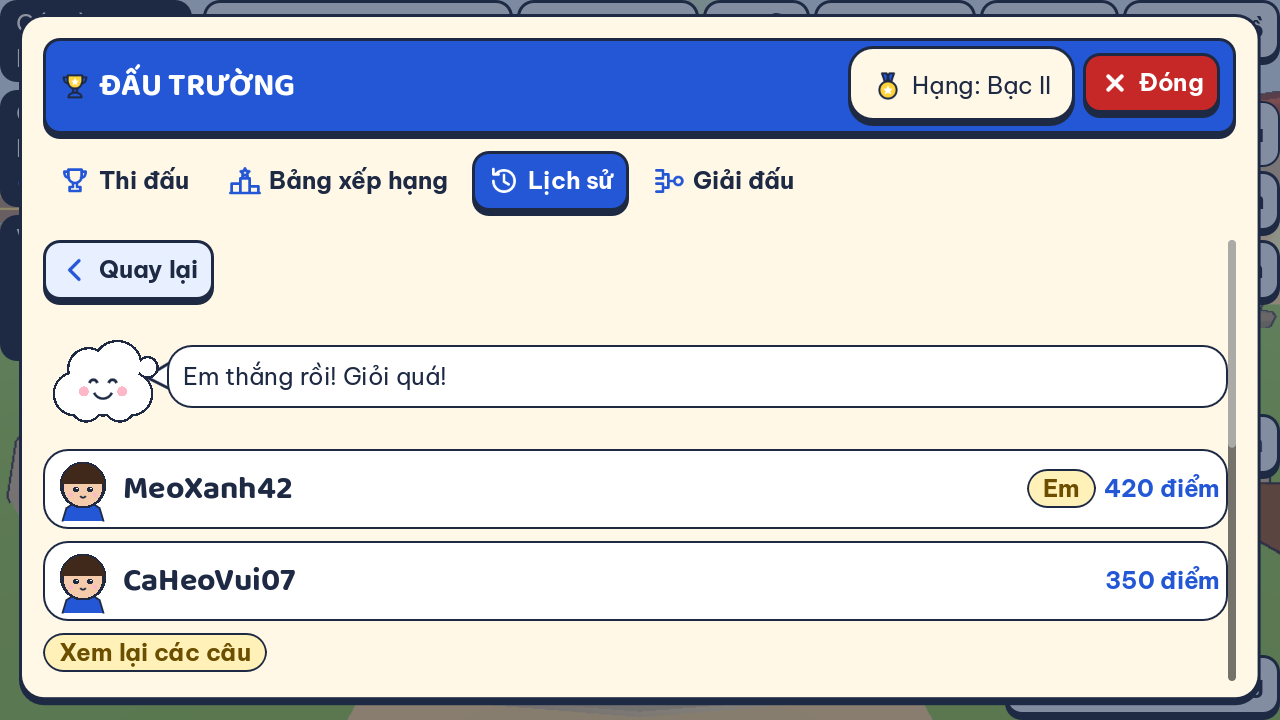 ĐẤU TRƯỜNG
Hạng: Bạc II
Đóng
Thi đấu
Bảng xếp hạng
Lịch sử
Giải đấu
Quay lại
Em thắng rồi! Giỏi quá!
MeoXanh42
Em
420 điểm
CaHeoVui07
350 điểm
Xem lại các câu